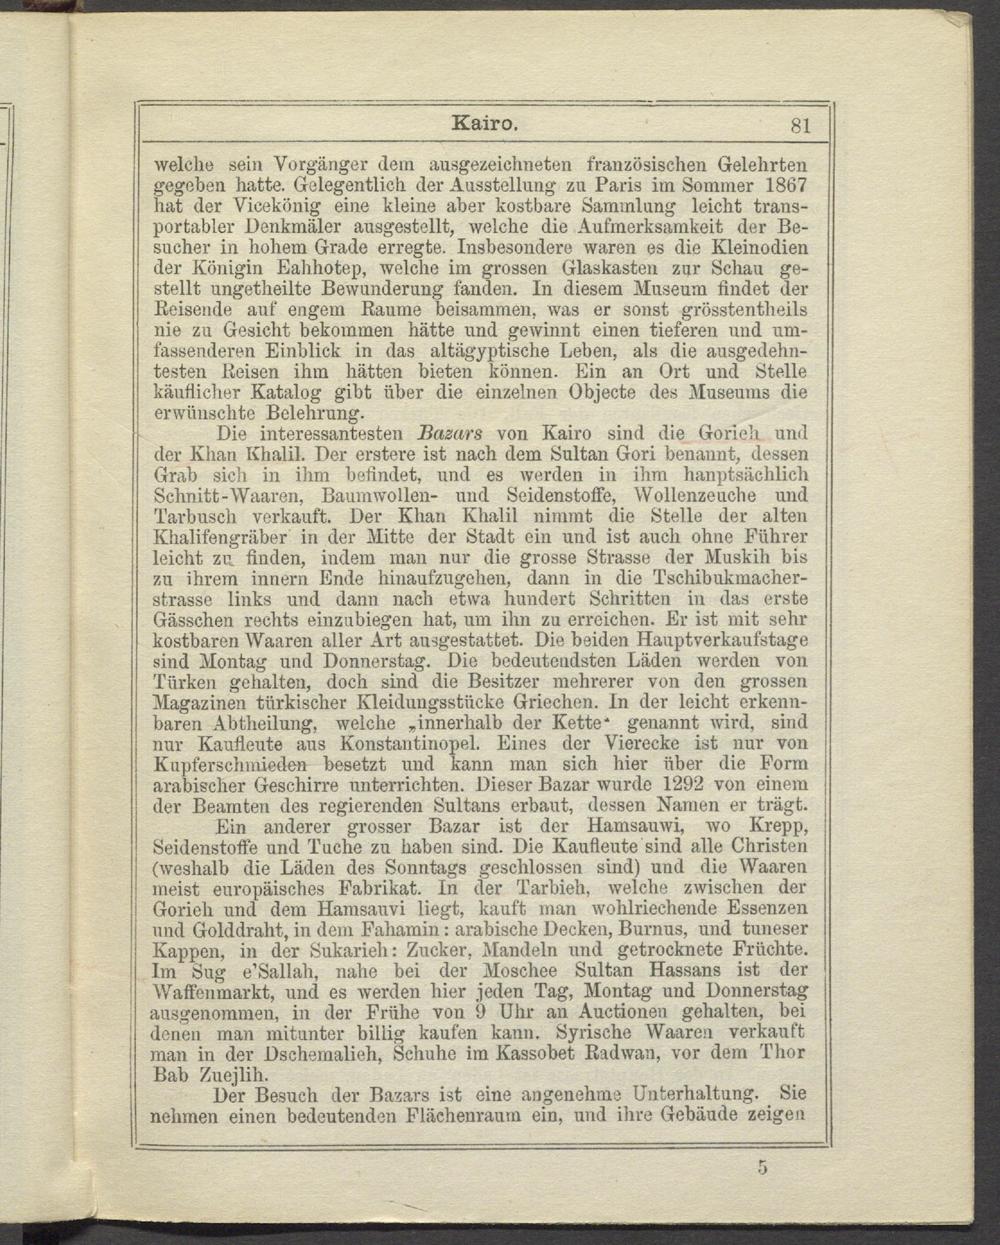 Kairo. 81
welche sein Vorgänger dem ausgezeichneten französischen Gelehrten
gegeben hatte. Gelegentlich der Ausstellung zu Paris im Sommer 1867
hat der Vicekönig eine kleine aber kostbare Sammlung leicht trans-
portabler Denkmäler ausgestellt, welche die Aufmerksamkeit der Be-
sucher in hohem Grade erregte. Insbesondere waren es die Kleinodien
der Königin Eahhotep, welche im grossen Glaskasten zur Schau ge-
stellt ungetheilte Bewunderung fanden. In diesem Museum findet der
Reisende auf engem Raume beisammen, was er sonst grösstentheils
nie zu Gesicht bekommen hätte und gewinnt einen tieferen und um-
fassenderen Einblick in das altägyptische Leben, als die ausgedehn-
testen Reisen ihm hätten bieten können. Ein an Ort und Stelle
käuflicher Katalog gibt über die einzelnen Objecte des Museums die
erwünschte Belehrung.
Die interessantesten Bazars von Kairo sind die Gorieh und
der Khan Khalil. Der erstere ist nach dem Sultan Gori benannt, dessen
Grab sich in ihm befindet, und es werden in ihm hanptsächlich
Schnitt-Waaren, Baumwollen- und Seidenstoffe, Wollenzeuche und
Tarbusch verkauft. Der Khan Khalil nimmt die Stelle der alten
Khalifengräber in der Mitte der Stadt ein und ist auch ohne Führer
leicht zu finden, indem man nur die grosse Strasse der Muskih bis
zu ihrem innern Ende hinaufzugehen, dann in die Tschibukmacher-
strasse links und dann nach etwa hundert Schritten in das erste
Gässchen rechts einzubiegen hat, um ihn zu erreichen. Er ist mit sehr
kostbaren Waaren aller Art ausgestattet. Die beiden Hauptverkaufstage
sind Montag und Donnerstag. Die bedeutendsten Läden werden von
Türken gehalten, doch sind die Besitzer mehrerer von den grossen
Magazinen türkischer Kleidungsstücke Griechen. In der leicht erkenn-
baren Abtheilung, welche „innerhalb der Kette“ genannt wird, sind
nur Kaufleute aus Konstantinopel. Eines der Vierecke ist nur von
Kupferschmieden besetzt und kann man sich hier über die Form
arabischer Geschirre unterrichten. Dieser Bazar wurde 1292 von einem
der Beamten des regierenden Sultans erbaut, dessen Namen er trägt.
Ein anderer grosser Bazar ist der Hamsauwi, wo Krepp,
Seidenstoffe und Tuche zu haben sind. Die Kaufleute sind alle Christen
(weshalb die Läden des Sonntags geschlossen sind) und die Waaren
meist europäisches Fabrikat. In der Tarbieh, welche zwischen der
Gorieh und dem Hamsauvi liegt, kauft man wohlriechende Essenzen
und Golddraht, in dem Fahamin: arabische Decken, Burnus, und tuneser
Kappen, in der Sukarieh: Zucker, Mandeln und getrocknete Früchte.
Im Sug e'Sallah, nahe bei der Moschee Sultan Hassans ist der
Waffenmarkt, und es werden hier jeden Tag, Montag und Donnerstag
ausgenommen, in der Frühe von 9 Uhr an Auctionen gehalten, bei
denen man mitunter billig kaufen kann. Syrische Waaren verkauft
man in der Dschemalieh, Schuhe im Kassobet Radwan, vor dem Thor
Bab Zuejlih.
Der Besuch der Bazars ist eine angenehme Unterhaltung. Sie
nehmen einen bedeutenden Flächenraum ein, und ihre Gebäude zeigen
5